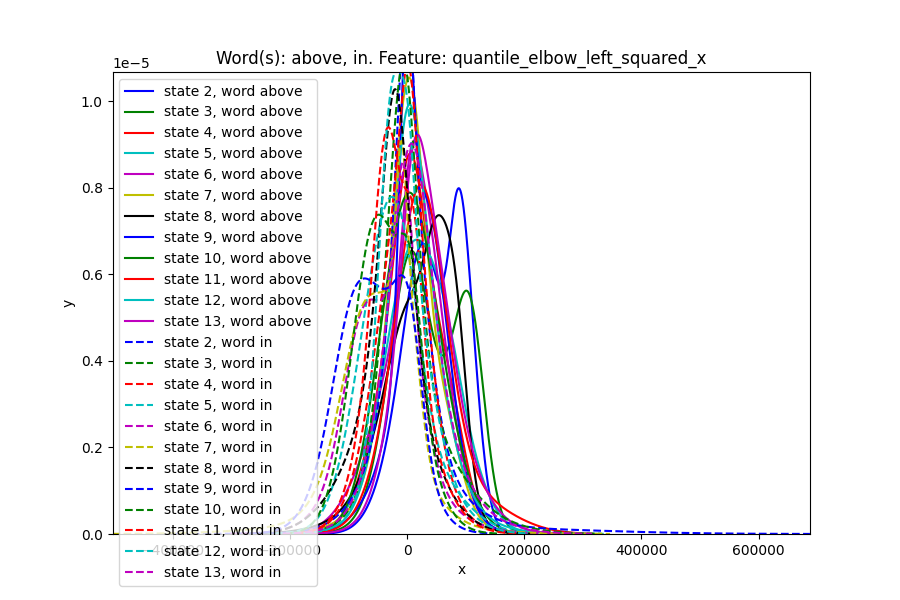 Word(s): above, in. Feature: quantile_elbow_left_squared_x
1e−5
1.0
0.8
0.6
0.4
0.2
0.0
y
state 2, word above
state 3, word above
state 4, word above
state 5, word above
state 6, word above
state 7, word above
state 8, word above
state 9, word above
state 10, word above
state 11, word above
state 12, word above
state 13, word above
state 2, word in
state 3, word in
state 4, word in
state 5, word in
state 6, word in
state 7, word in
state 8, word in
state 9, word in
state 10, word in
state 11, word in
state 12, word in
state 13, word in
−400000 −200000 0 200000 400000 600000
x